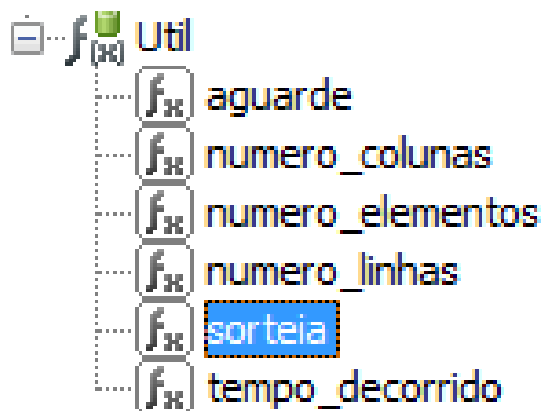 Util
aguarde
numero_colunas
numero_elementos
numero_linhas
sorteia
tempo_decorrido